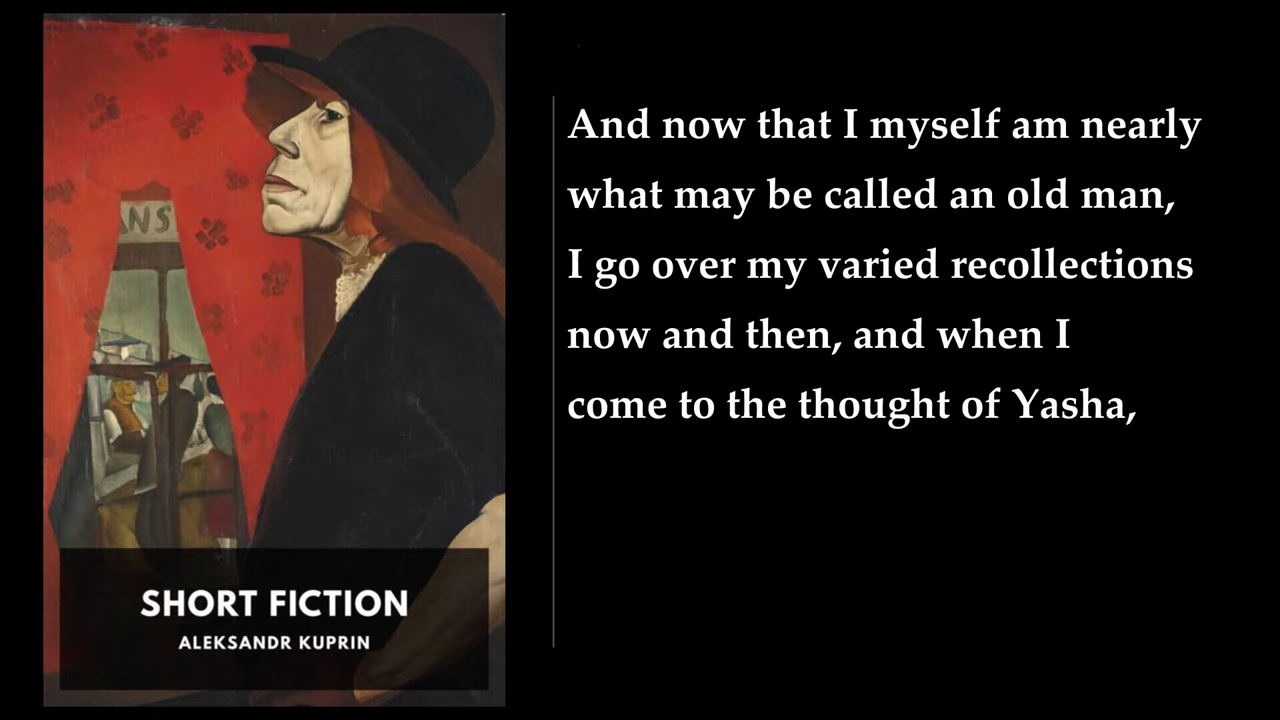 ANS
SHORT FICTION
ALEKSANDR KUPRIN
And now that I myself am nearly
what may be called an old man,
I go over my varied recollections
now and then, and when I
come to the thought of Yasha,